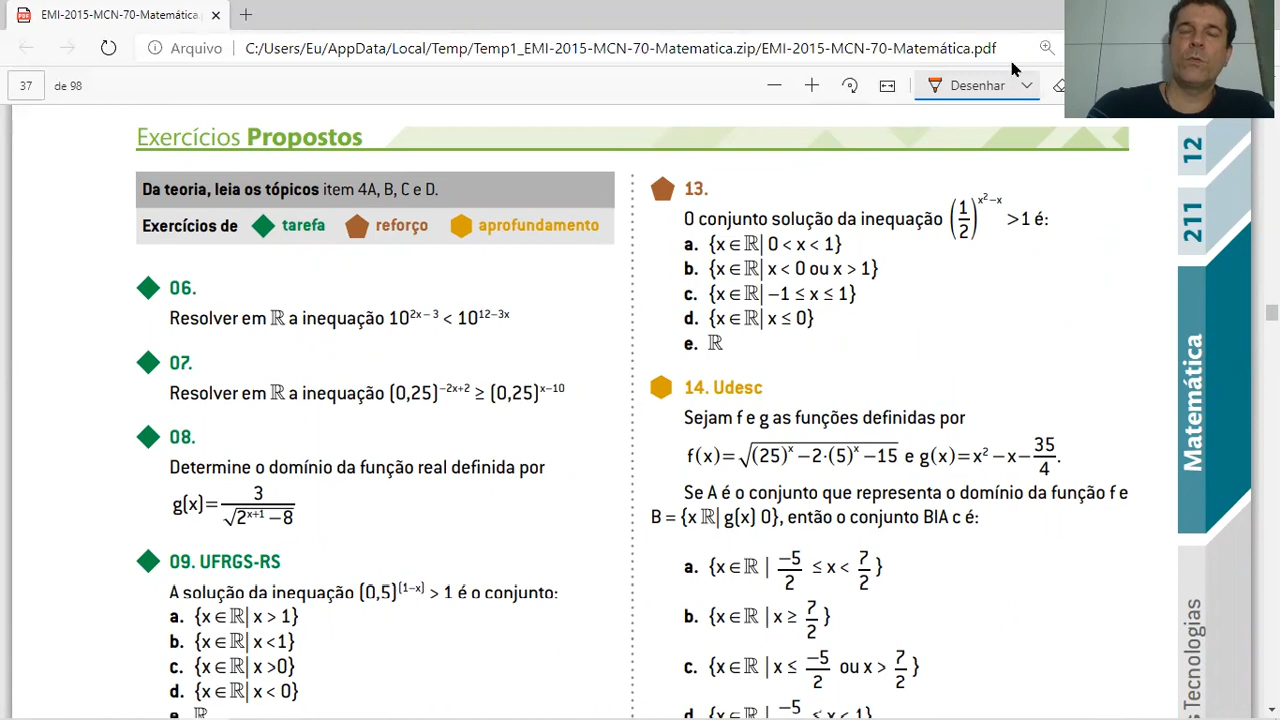 EMI-2015-MCN-70-Matemática.
Arquivo
C:/Users/Eu/AppData/Local/Temp/Temp1_EMI-2015-MCN-70-Matematica.zip/EMI-2015-MCN-70-Matemática.pdf
37 de 98
Desenhar
Exercícios Propostos
Da teoria, leia os tópicos item 4A, B, C e D.
Exercícios de tarefa reforço aprofundamento
06.
Resolver em ℝ a inequação 10^{2x – 3} < 10^{12–3x}
07.
Resolver em ℝ a inequação (0,25)^{–2x+2} ≥ (0,25)^{x–10}
08.
Determine o domínio da função real definida por
g(x)= 3/√(2^{x+1} –8)
09. UFRGS-RS
A solução da inequação (0,5)^{(1–x)} > 1 é o conjunto:
a. {x ∈ ℝ| x > 1}
b. {x ∈ ℝ| x <1}
c. {x ∈ ℝ| x >0}
d. {x ∈ ℝ| x < 0}
e. ℝ
13.
O conjunto solução da inequação (1/2)^{x²–x} >1 é:
a. {x ∈ ℝ| 0 < x < 1}
b. {x ∈ ℝ| x < 0 ou x > 1}
c. {x ∈ ℝ| –1 ≤ x ≤ 1}
d. {x ∈ ℝ| x ≤ 0}
e. ℝ
14. Udesc
Sejam f e g as funções definidas por
f(x)=√((25)^x –2·(5)^x –15) e g(x)=x² –x– 35/4.
Se A é o conjunto que representa o domínio da função f e
B = {x ℝ| g(x) 0}, então o conjunto BIA c é:
a. {x ∈ ℝ | –5/2 ≤ x < 7/2}
b. {x ∈ ℝ | x ≥ 7/2}
c. {x ∈ ℝ | x ≤ –5/2 ou x > 7/2}
d. {x ∈ ℝ | –5 ≤ x < 1}
12
211
Matemática
s Tecnologias